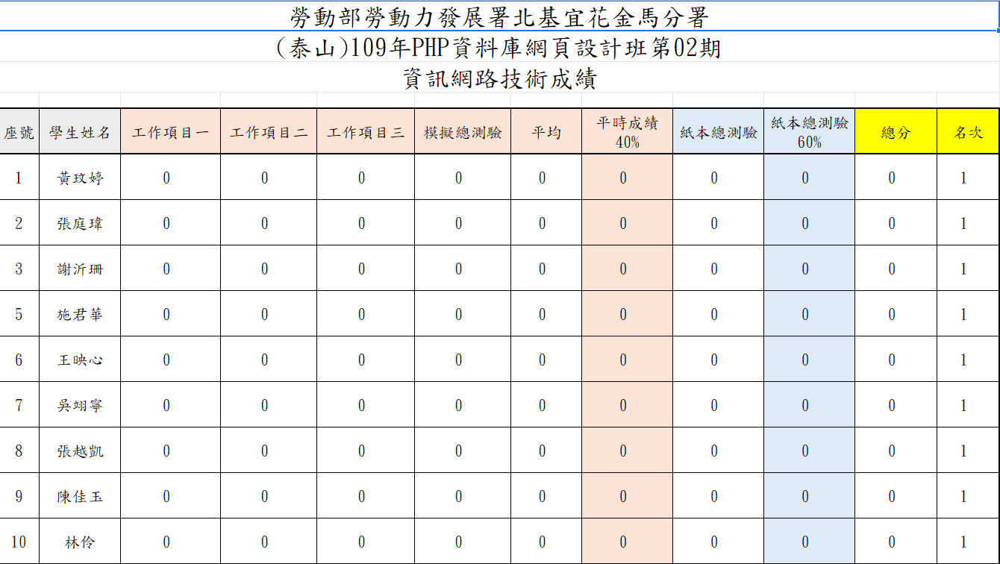 勞動部勞動力發展署北基宜花金馬分署
(泰山)109年PHP資料庫網頁設計班第02期
資訊網路技術成績
座號 學生姓名 工作項目一 工作項目二 工作項目三 模擬總測驗 平均 平時成績 40% 紙本總測驗 紙本總測驗 60% 總分 名次
1 黃玟婷 0 0 0 0 0 0 0 0 0 1
2 張庭瑋 0 0 0 0 0 0 0 0 0 1
3 謝沂珊 0 0 0 0 0 0 0 0 0 1
5 施君華 0 0 0 0 0 0 0 0 0 1
6 王映心 0 0 0 0 0 0 0 0 0 1
7 吳翊寧 0 0 0 0 0 0 0 0 0 1
8 張越凱 0 0 0 0 0 0 0 0 0 1
9 陳佳玉 0 0 0 0 0 0 0 0 0 1
10 林伶 0 0 0 0 0 0 0 0 0 1